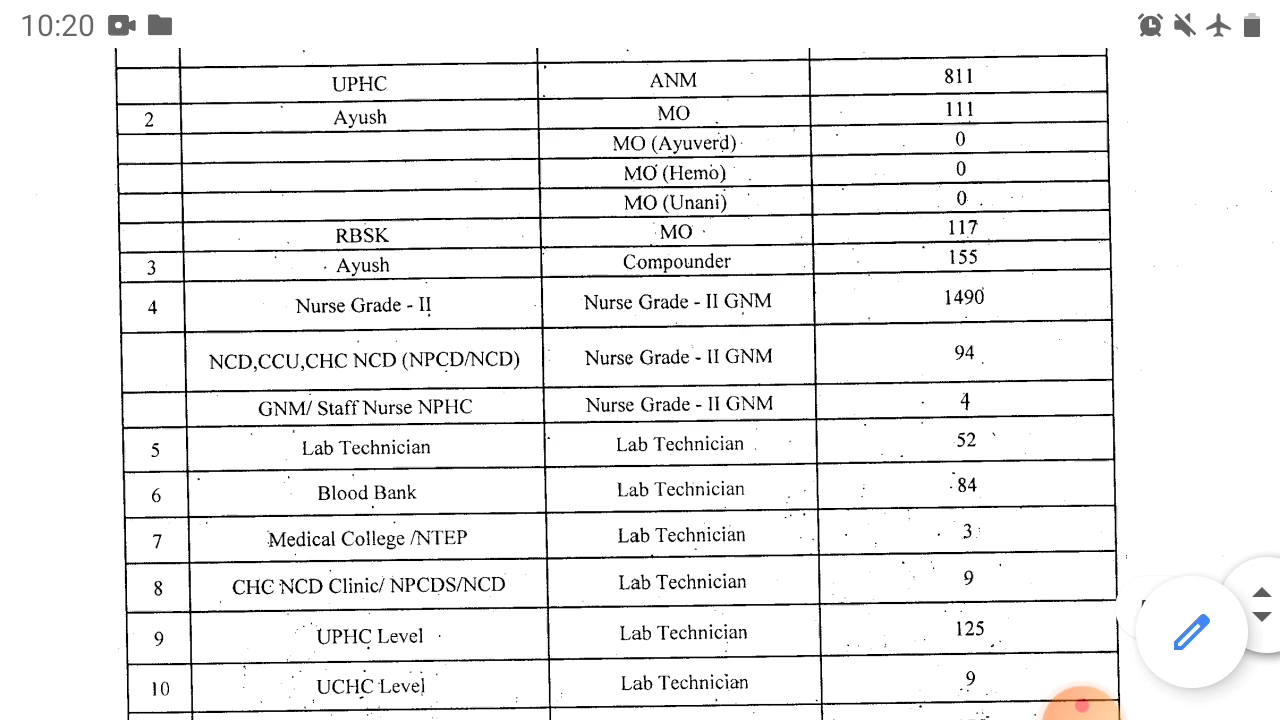 10:20
UPHC ANM 811
2 Ayush MO 111
MO (Ayuverd) 0
MO (Hemo) 0
MO (Unani) 0
RBSK MO 117
3 Ayush Compounder 155
4 Nurse Grade - II Nurse Grade - II GNM 1490
NCD,CCU,CHC NCD (NPCD/NCD) Nurse Grade - II GNM 94
GNM/ Staff Nurse NPHC Nurse Grade - II GNM 4
5 Lab Technician Lab Technician 52
6 Blood Bank Lab Technician 84
7 Medical College /NTEP Lab Technician 3
8 CHC NCD Clinic/ NPCDS/NCD Lab Technician 9
9 UPHC Level Lab Technician 125
10 UCHC Level Lab Technician 9